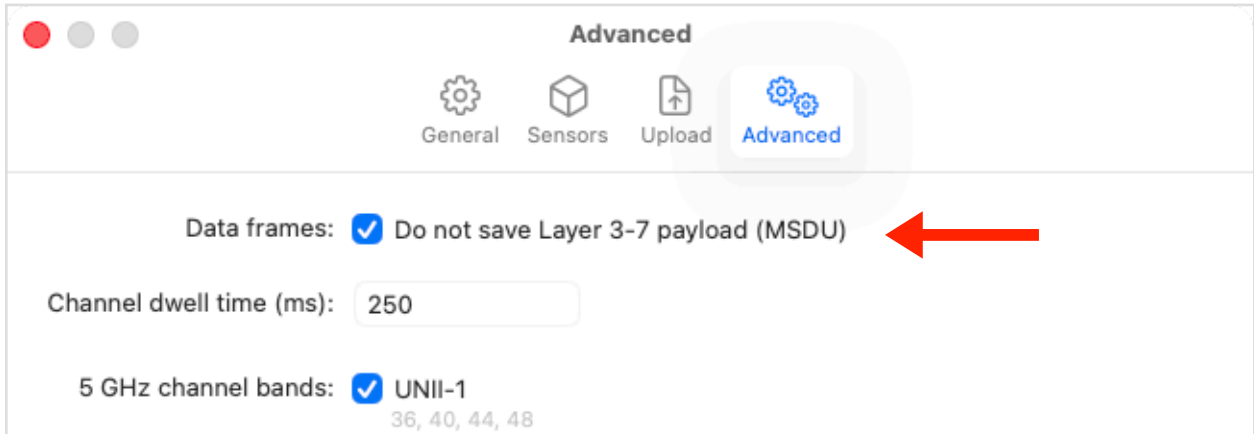 Advanced
General Sensors Upload Advanced
Data frames: Do not save Layer 3-7 payload (MSDU)
Channel dwell time (ms): 250
5 GHz channel bands: UNII-1
36, 40, 44, 48